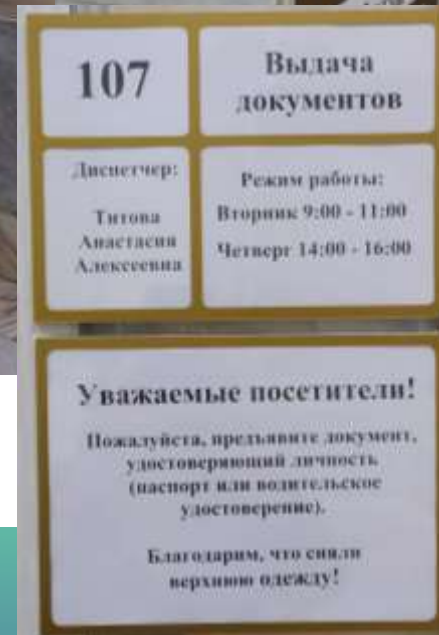 107
Выдача
документов
Диспетчер:
Титова
Анастасия
Алексеевна
Режим работы:
Вторник 9:00 - 11:00
Четверг 14:00 - 16:00
Уважаемые посетители!
Пожалуйста, предъявите документ,
удостоверяющий личность
(паспорт или водительское
удостоверение).
Благодарим, что сняли
верхнюю одежду!